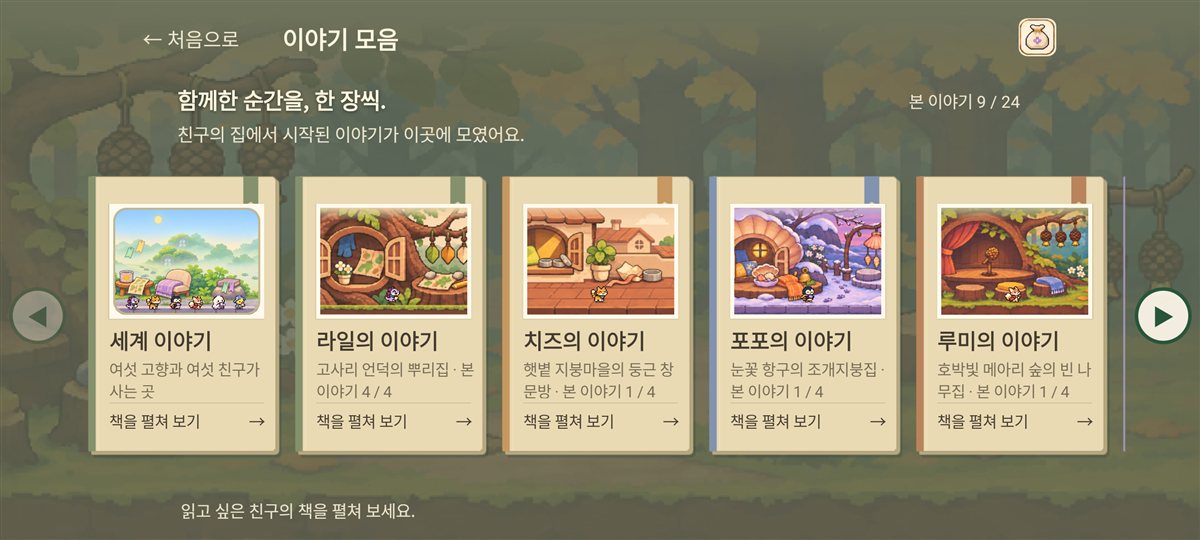 ← 처음으로
이야기 모음
함께한 순간을, 한 장씩.
친구의 집에서 시작된 이야기가 이곳에 모였어요.
본 이야기 9 / 24
세계 이야기
여섯 고향과 여섯 친구가
사는 곳
책을 펼쳐 보기 →
라일의 이야기
고사리 언덕의 뿌리집 · 본
이야기 4 / 4
책을 펼쳐 보기 →
치즈의 이야기
햇볕 지붕마을의 둥근 창
문방 · 본 이야기 1 / 4
책을 펼쳐 보기 →
포포의 이야기
눈꽃 항구의 조개지붕집 ·
본 이야기 1 / 4
책을 펼쳐 보기 →
루미의 이야기
호박빛 메아리 숲의 빈 나
무집 · 본 이야기 1 / 4
책을 펼쳐 보기 →
읽고 싶은 친구의 책을 펼쳐 보세요.